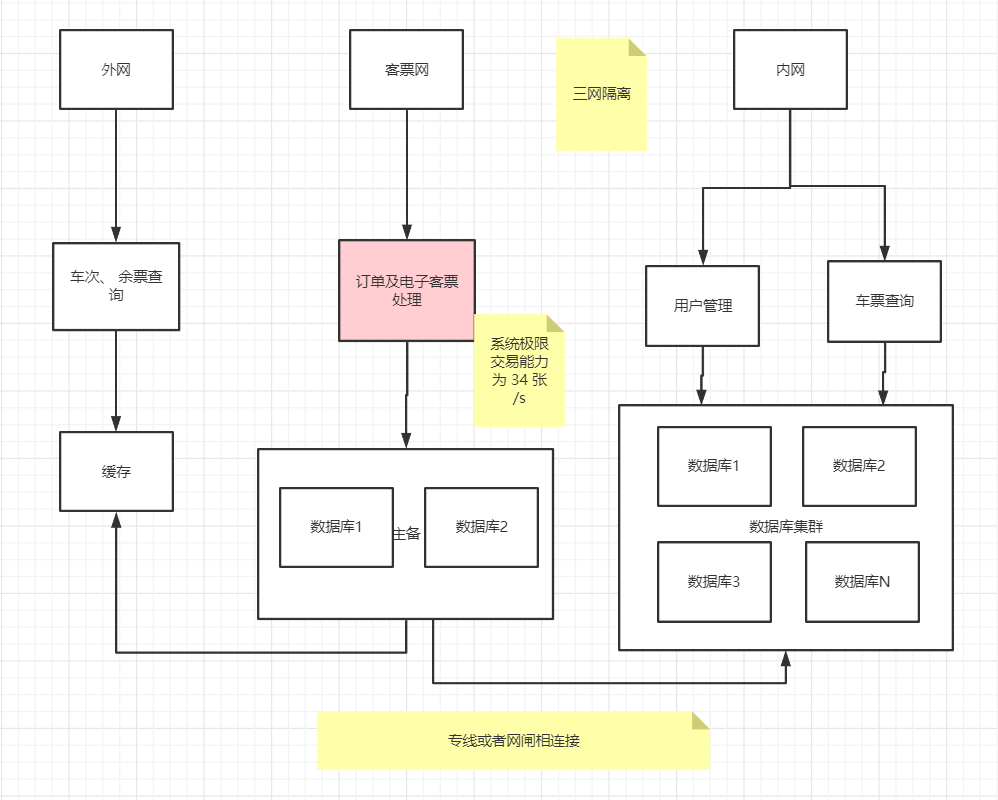 外网
客票网
三网隔离
内网
车次、 余票查
询
订单及电子客票
处理
用户管理
车票查询
系统极限
交易能力
为 34 张
/s
缓存
数据库1
主备
数据库2
数据库1
数据库2
数据库集群
数据库3
数据库N
专线或者网闸相连接